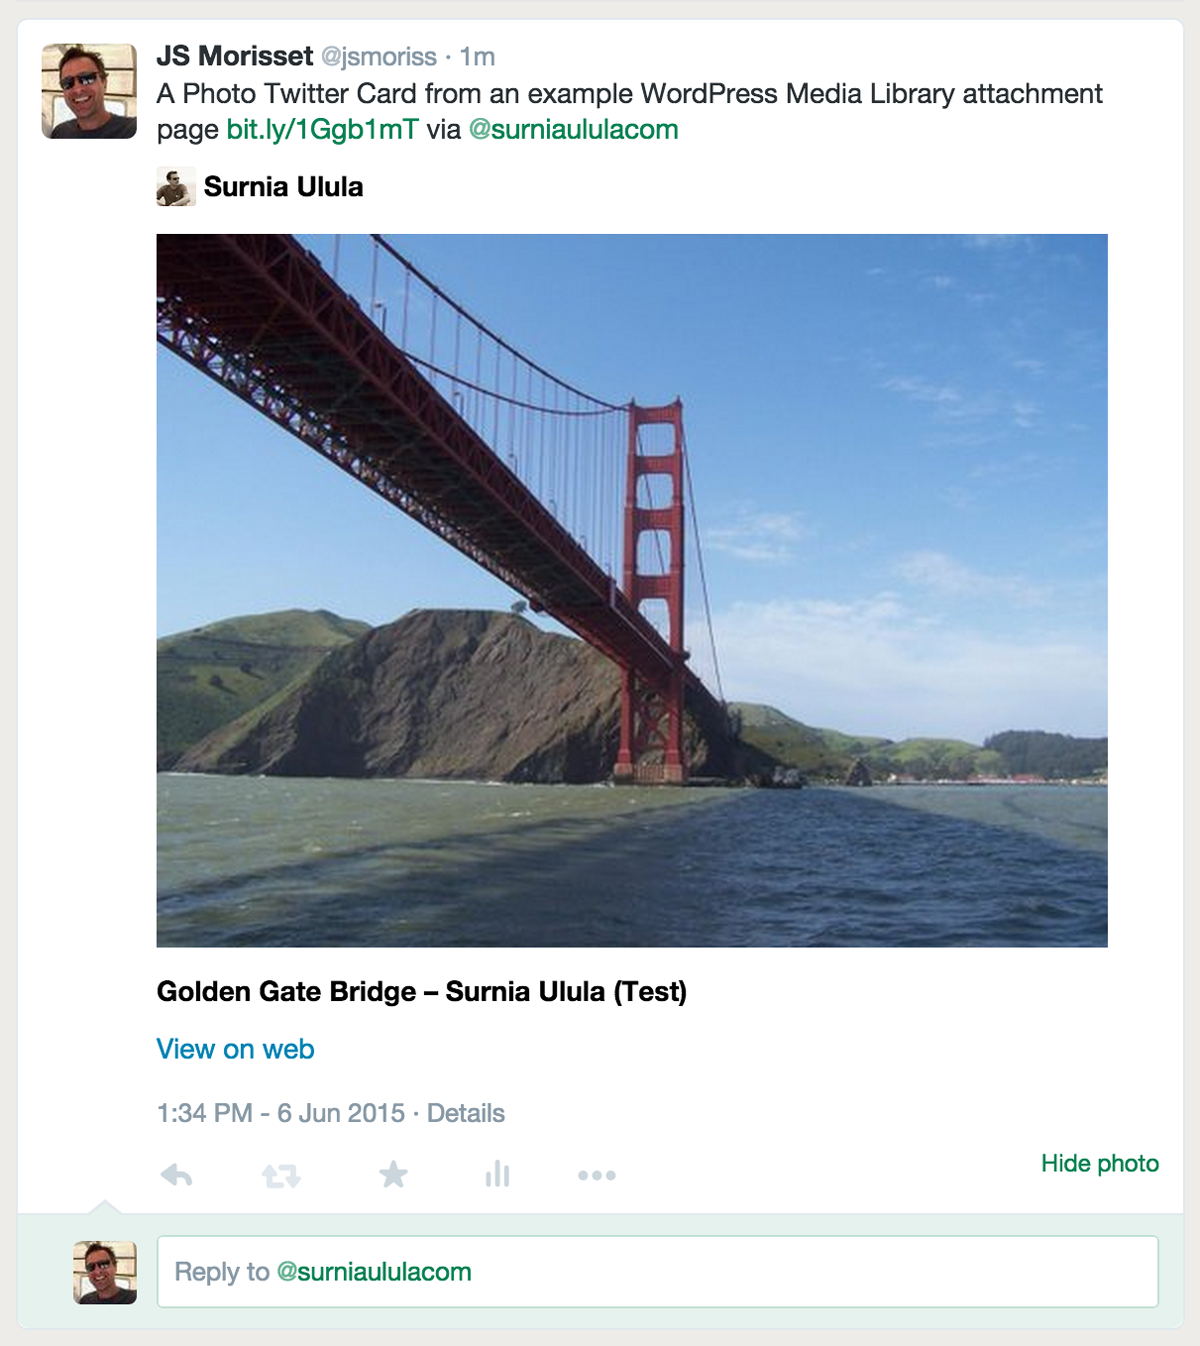 JS Morisset @jsmoriss · 1m
A Photo Twitter Card from an example WordPress Media Library attachment
page bit.ly/1Ggb1mT via @surniaululacom
Surnia Ulula
Golden Gate Bridge – Surnia Ulula (Test)
View on web
1:34 PM - 6 Jun 2015 · Details
Hide photo
Reply to @surniaululacom